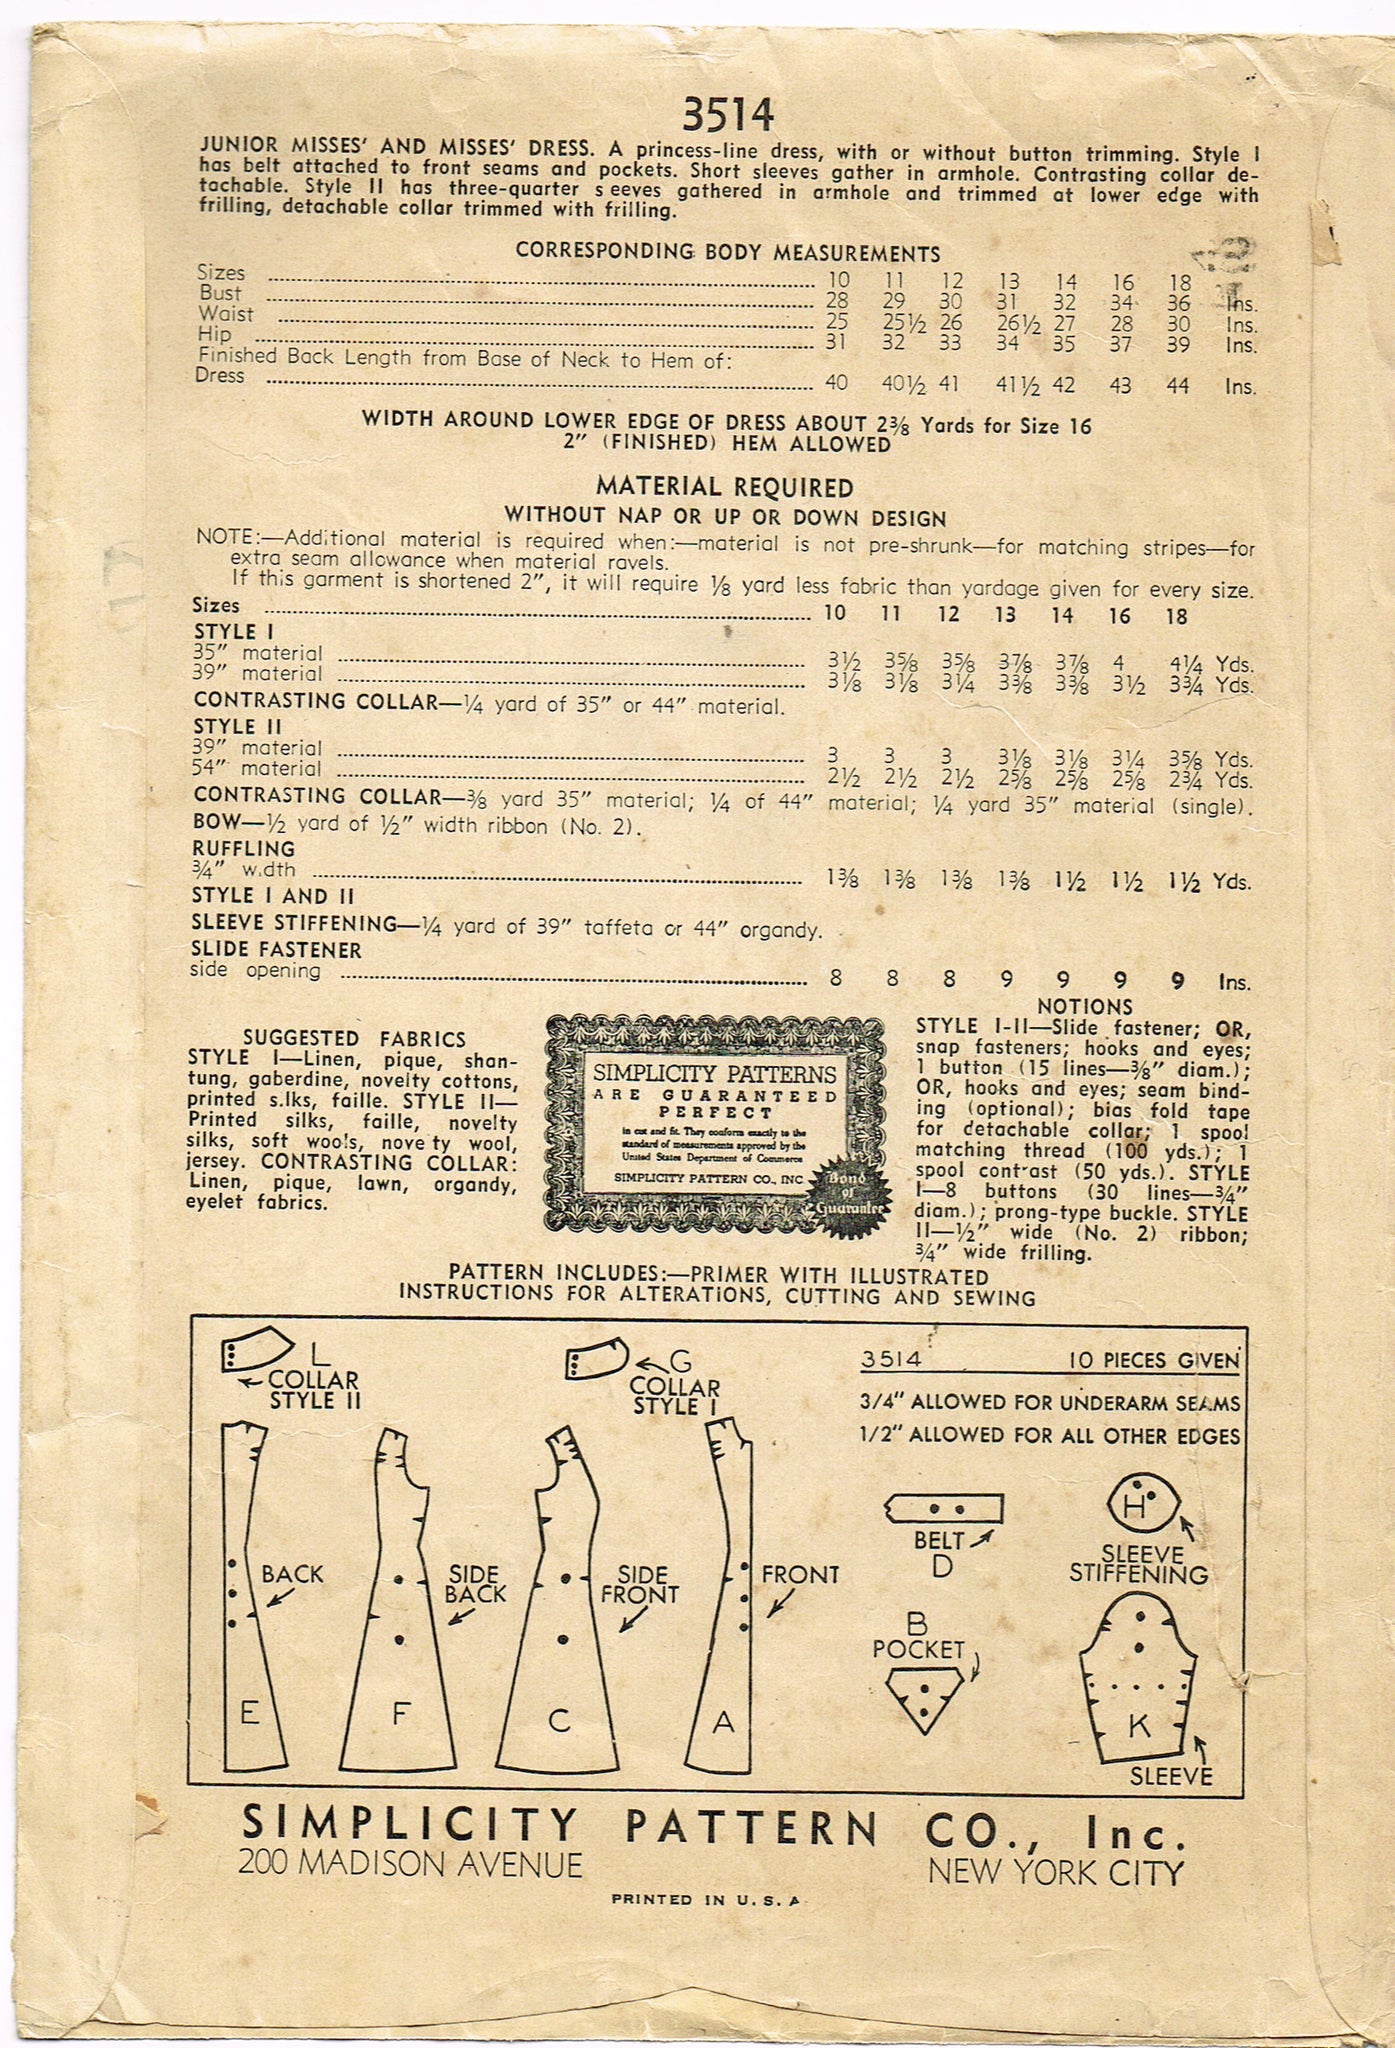 3514
JUNIOR MISSES' AND MISSES' DRESS. A princess-line dress, with or without button trimming. Style I
has belt attached to front seams and pockets. Short sleeves gather in armhole. Contrasting collar de-
tachable. Style II has three-quarter s eeves gathered in armhole and trimmed at lower edge with
frilling, detachable collar trimmed with frilling.
CORRESPONDING BODY MEASUREMENTS
Sizes 10 11 12 13 14 16 18
Bust 28 29 30 31 32 34 36 Ins.
Waist 25 25½ 26 26½ 27 28 30 Ins.
Hip 31 32 33 34 35 37 39 Ins.
Finished Back Length from Base of Neck to Hem of:
Dress 40 40½ 41 41½ 42 43 44 Ins.
WIDTH AROUND LOWER EDGE OF DRESS ABOUT 2⅜ Yards for Size 16
2" (FINISHED) HEM ALLOWED
MATERIAL REQUIRED
WITHOUT NAP OR UP OR DOWN DESIGN
NOTE:—Additional material is required when:—material is not pre-shrunk—for matching stripes—for
extra seam allowance when material ravels.
If this garment is shortened 2", it will require ⅛ yard less fabric than yardage given for every size.
Sizes 10 11 12 13 14 16 18
STYLE I
35" material 3½ 3⅝ 3⅝ 3⅞ 3⅞ 4 4¼ Yds.
39" material 3⅛ 3⅛ 3¼ 3⅜ 3⅜ 3½ 3¾ Yds.
CONTRASTING COLLAR—¼ yard of 35" or 44" material.
STYLE II
39" material 3 3 3 3⅛ 3⅛ 3¼ 3⅝ Yds.
54" material 2½ 2½ 2½ 2⅝ 2⅝ 2⅝ 2¾ Yds.
CONTRASTING COLLAR—⅜ yard 35" material; ¼ of 44" material; ¼ yard 35" material (single).
BOW—½ yard of ½" width ribbon (No. 2).
RUFFLING
¾" w.dth 1⅜ 1⅜ 1⅜ 1⅜ 1½ 1½ 1½ Yds.
STYLE I AND II
SLEEVE STIFFENING—¼ yard of 39" taffeta or 44" organdy.
SLIDE FASTENER
side opening 8 8 8 9 9 9 9 Ins.
SUGGESTED FABRICS
STYLE I—Linen, pique, shan-
tung, gaberdine, novelty cottons,
printed s.lks, faille. STYLE II—
Printed silks, faille, novelty
silks, soft wools, nove ty wool,
jersey. CONTRASTING COLLAR:
Linen, pique, lawn, organdy,
eyelet fabrics.
SIMPLICITY PATTERNS
ARE GUARANTEED
PERFECT
in cut and fit. They conform exactly to the
standard of measurements approved by the
United States Department of Commerce
SIMPLICITY PATTERN CO., INC
Bond
of
Guarantee
NOTIONS
STYLE I-II—Slide fastener; OR,
snap fasteners; hooks and eyes;
1 button (15 lines—⅜" diam.);
OR, hooks and eyes; seam bind-
ing (optional); bias fold tape
for detachable collar; 1 spool
matching thread (100 yds.); 1
spool contrast (50 yds.). STYLE
I—8 buttons (30 lines—¾"
diam.); prong-type buckle. STYLE
II—½" wide (No. 2) ribbon;
¾" wide frilling.
PATTERN INCLUDES:—PRIMER WITH ILLUSTRATED
INSTRUCTIONS FOR ALTERATIONS, CUTTING AND SEWING
L
COLLAR
STYLE II
G
COLLAR
STYLE I
3514 10 PIECES GIVEN
3/4" ALLOWED FOR UNDERARM SEAMS
1/2" ALLOWED FOR ALL OTHER EDGES
BACK
E
SIDE
BACK
F
SIDE
FRONT
C
FRONT
A
BELT
D
H
SLEEVE
STIFFENING
B
POCKET
K
SLEEVE
SIMPLICITY PATTERN CO., Inc.
200 MADISON AVENUE NEW YORK CITY
PRINTED IN U. S. A